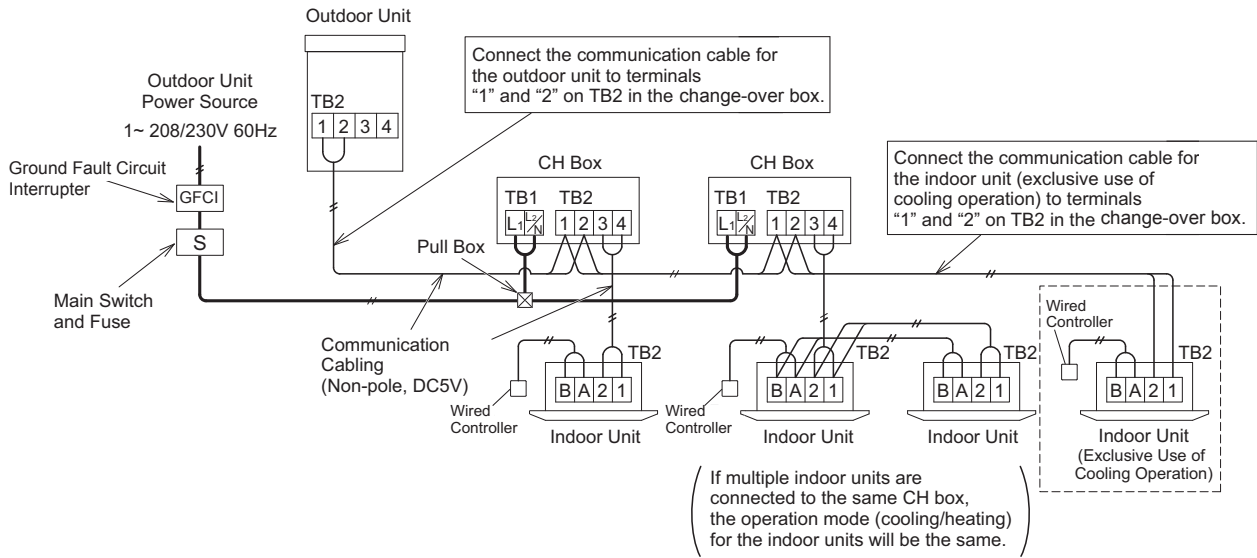 Outdoor Unit
Connect the communication cable for
the outdoor unit to terminals
“1” and “2” on TB2 in the change-over box.
Outdoor Unit
Power Source
1~ 208/230V 60Hz
TB2
1 2 3 4
Ground Fault Circuit
Interrupter
GFCI
S
Main Switch
and Fuse
CH Box
TB1 TB2
L1 L2/N 1 2 3 4
CH Box
TB1 TB2
L1 L2/N 1 2 3 4
Connect the communication cable for
the indoor unit (exclusive use of
cooling operation) to terminals
“1” and “2” on TB2 in the change-over box.
Pull Box
Communication
Cabling
(Non-pole, DC5V)
Wired
Controller
TB2
B A 2 1
Indoor Unit
Wired
Controller
TB2
B A 2 1
Indoor Unit
TB2
B A 2 1
Indoor Unit
Wired
Controller
TB2
B A 2 1
Indoor Unit
(Exclusive Use of
Cooling Operation)
If multiple indoor units are
connected to the same CH box,
the operation mode (cooling/heating)
for the indoor units will be the same.